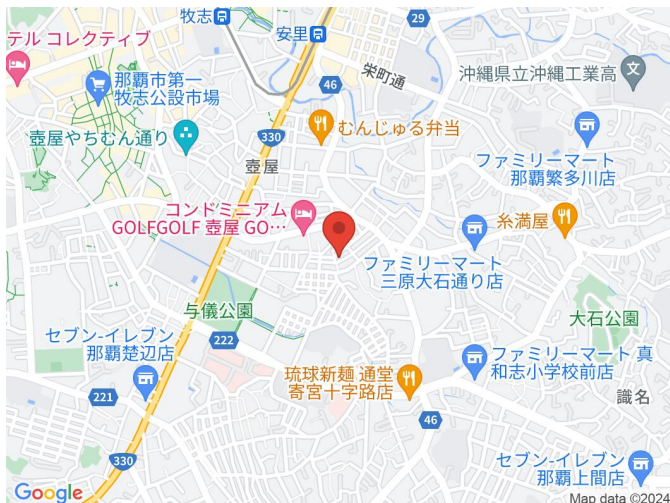 牧志
安里
29
テル コレクティブ
栄町通
沖縄県立沖縄工業高
那覇市第一
牧志公設市場
46
むんじゅる弁当
壺屋やちむん通り
330
壺屋
ファミリーマート
那覇繁多川店
コンドミニアム
GOLFGOLF 壺屋 GO…
糸満屋
ファミリーマート
三原大石通り店
与儀公園
大石公園
セブン-イレブン
那覇楚辺店
222
ファミリーマート 真
和志小学校前店
琉球新麺 通堂
寄宮十字路店
221
識名
46
330
セブン-イレブン
那覇上間店
Google
Map data ©2024